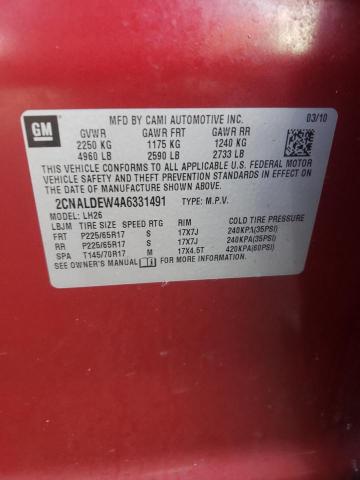 GM
MFD BY CAMI AUTOMOTIVE INC. 03/10
GVWR GAWR FRT GAWR RR
2250 KG 1175 KG 1240 KG
4960 LB 2590 LB 2733 LB
THIS VEHICLE CONFORMS TO ALL APPLICABLE U.S. FEDERAL MOTOR
VEHICLE SAFETY, BUMPER, AND THEFT PREVENTION STANDARDS IN
EFFECT ON THE DATE OF MANUFACTURE SHOWN ABOVE.
2CNALDEW4A6331491 TYPE: M.P.V.
MODEL: LH26
LBJM TIRE SIZE SPEED RTG RIM COLD TIRE PRESSURE
FRT P225/65R17 S 17X7J 240KPA(35PSI)
RR P225/65R17 S 17X7J 240KPA(35PSI)
SPA T145/70R17 M 17X4.5T 420KPA(60PSI)
SEE OWNER'S MANUAL FOR MORE INFORMATION.